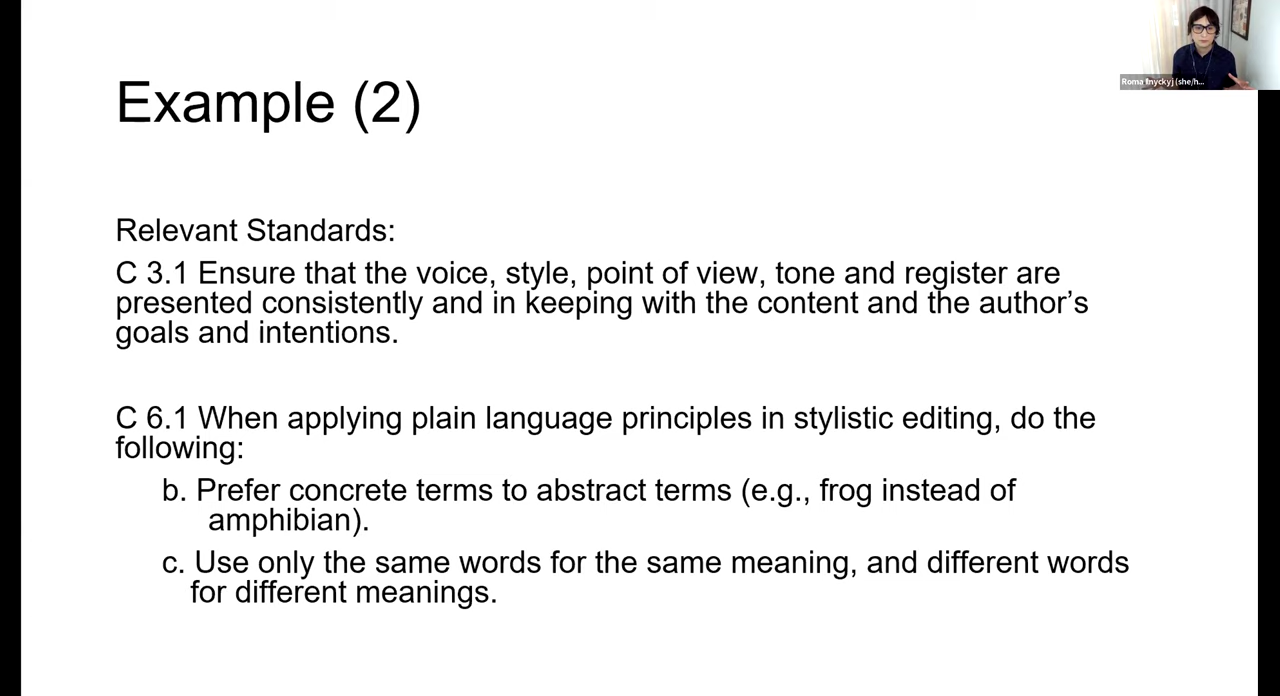 Example (2)
Roma Ilnyckyj (she/h...
Relevant Standards:
C 3.1 Ensure that the voice, style, point of view, tone and register are
presented consistently and in keeping with the content and the author’s
goals and intentions.
C 6.1 When applying plain language principles in stylistic editing, do the
following:
b. Prefer concrete terms to abstract terms (e.g., frog instead of
amphibian).
c. Use only the same words for the same meaning, and different words
for different meanings.